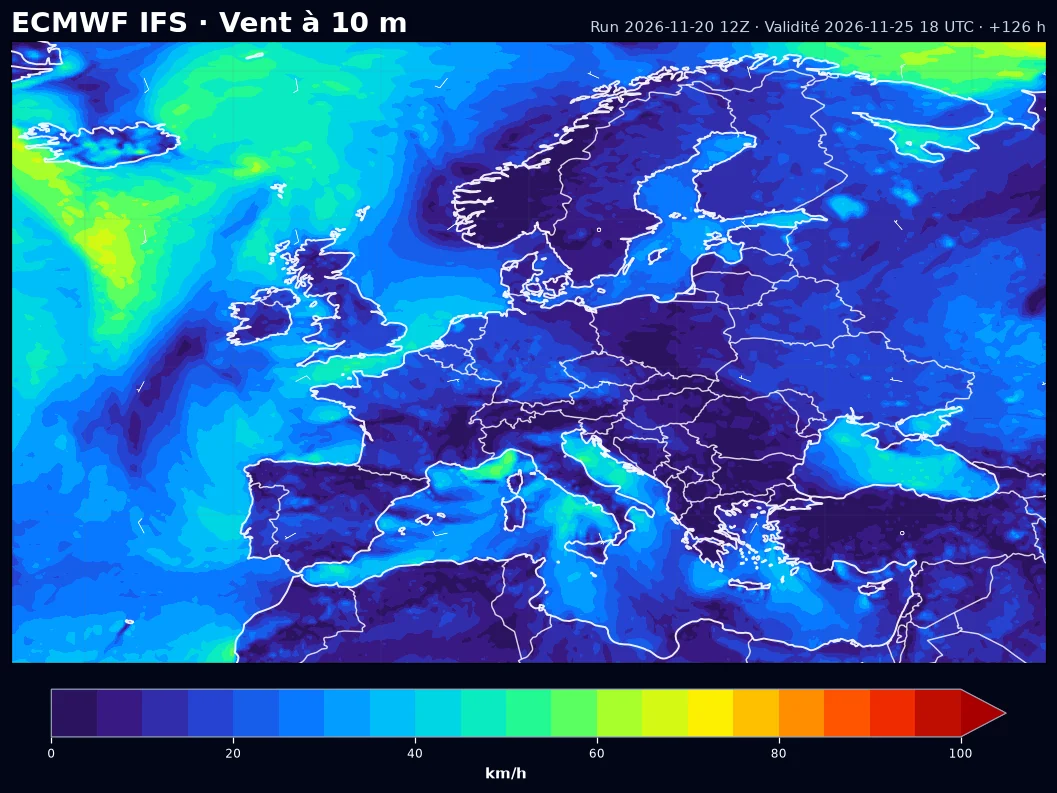 ECMWF IFS · Vent à 10 m
Run 2026-11-20 12Z · Validité 2026-11-25 18 UTC · +126 h
0 20 40 60 80 100
km/h